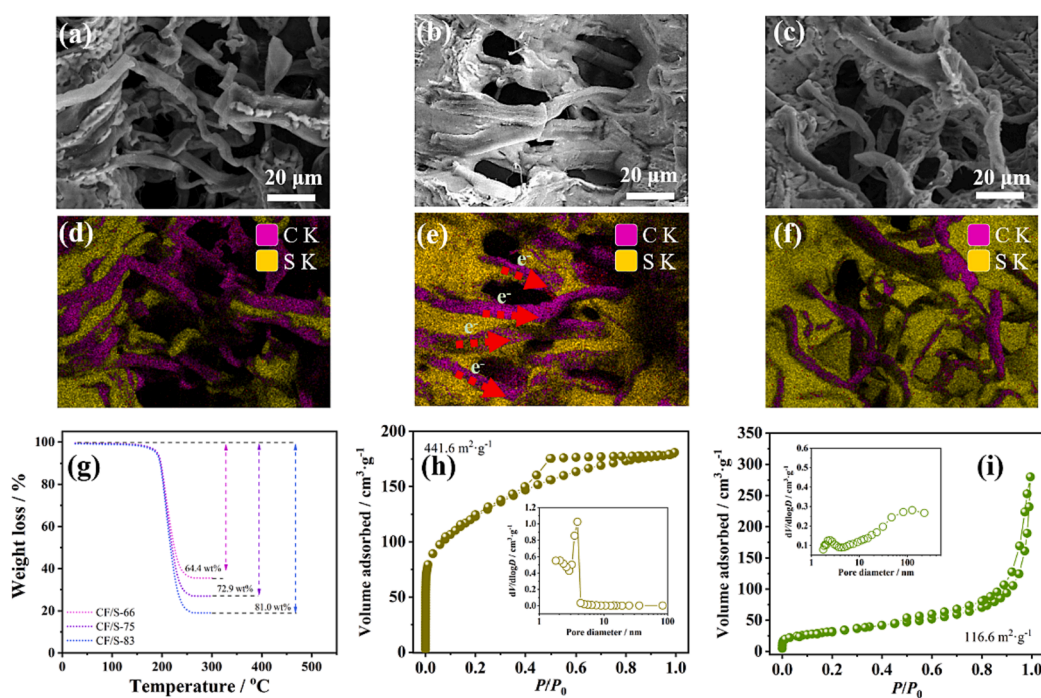 (a)
20 μm
(b)
20 μm
(c)
20 μm
(d)
C K
S K
(e)
C K
S K
e-
e-
e-
e-
(f)
C K
S K
(g)
Weight loss / %
100
80
60
40
20
0
64.4 wt%
72.9 wt%
81.0 wt%
CF/S-66
CF/S-75
CF/S-83
0 100 200 300 400 500
Temperature / °C
(h)
441.6 m²·g⁻¹
Volume adsorbed / cm³·g⁻¹
200
175
150
125
100
75
50
25
0
dV/dlogD / cm³·g⁻¹
1.0
0.8
0.6
0.4
0.2
0.0
1 10 100
Pore diameter / nm
0.0 0.2 0.4 0.6 0.8 1.0
P/P₀
(i)
Volume adsorbed / cm³·g⁻¹
350
300
250
200
150
100
50
0
dV/dlogD / cm³·g⁻¹
0.5
0.4
0.3
0.2
0.1
1 10 100
Pore diameter / nm
116.6 m²·g⁻¹
0.0 0.2 0.4 0.6 0.8 1.0
P/P₀